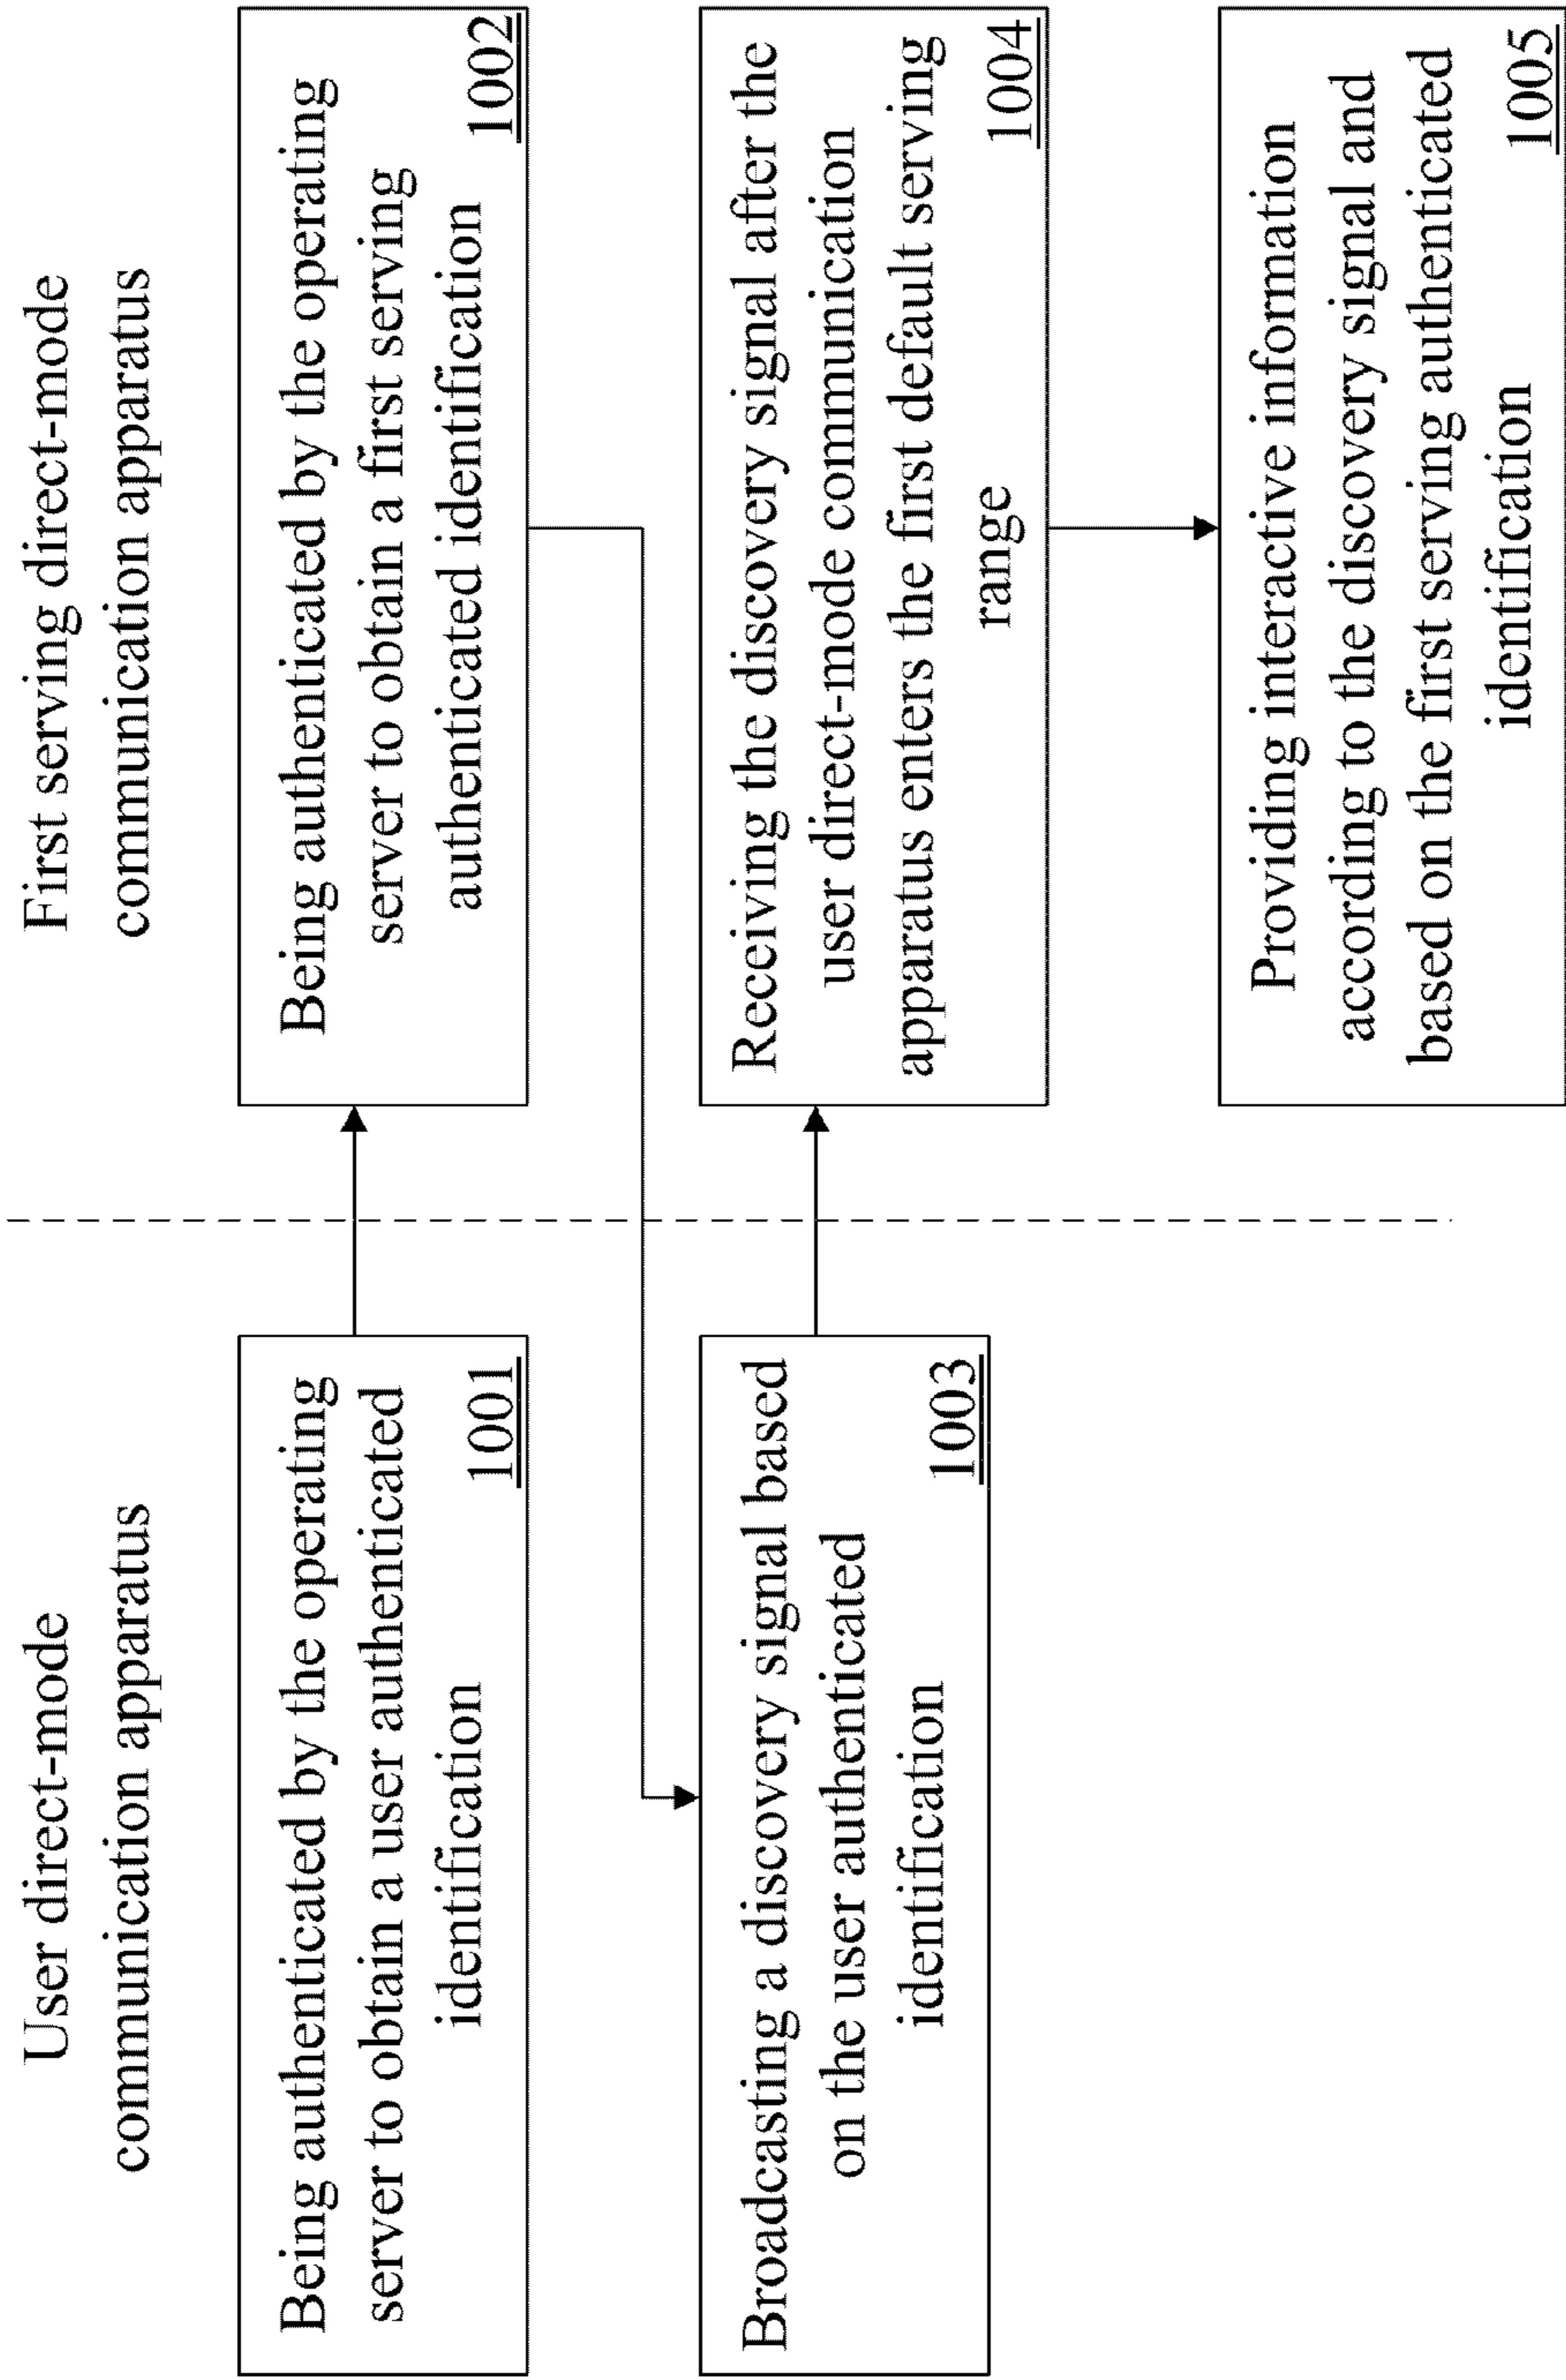 User direct-mode
communication apparatus
First serving direct-mode
communication apparatus
Being authenticated by the operating
server to obtain a user authenticated
identification
1001
Being authenticated by the operating
server to obtain a first serving
authenticated identification
1002
Broadcasting a discovery signal based
on the user authenticated
identification
1003
Receiving the discovery signal after the
user direct-mode communication
apparatus enters the first default serving
range
1004
Providing interactive information
according to the discovery signal and
based on the first serving authenticated
identification
1005